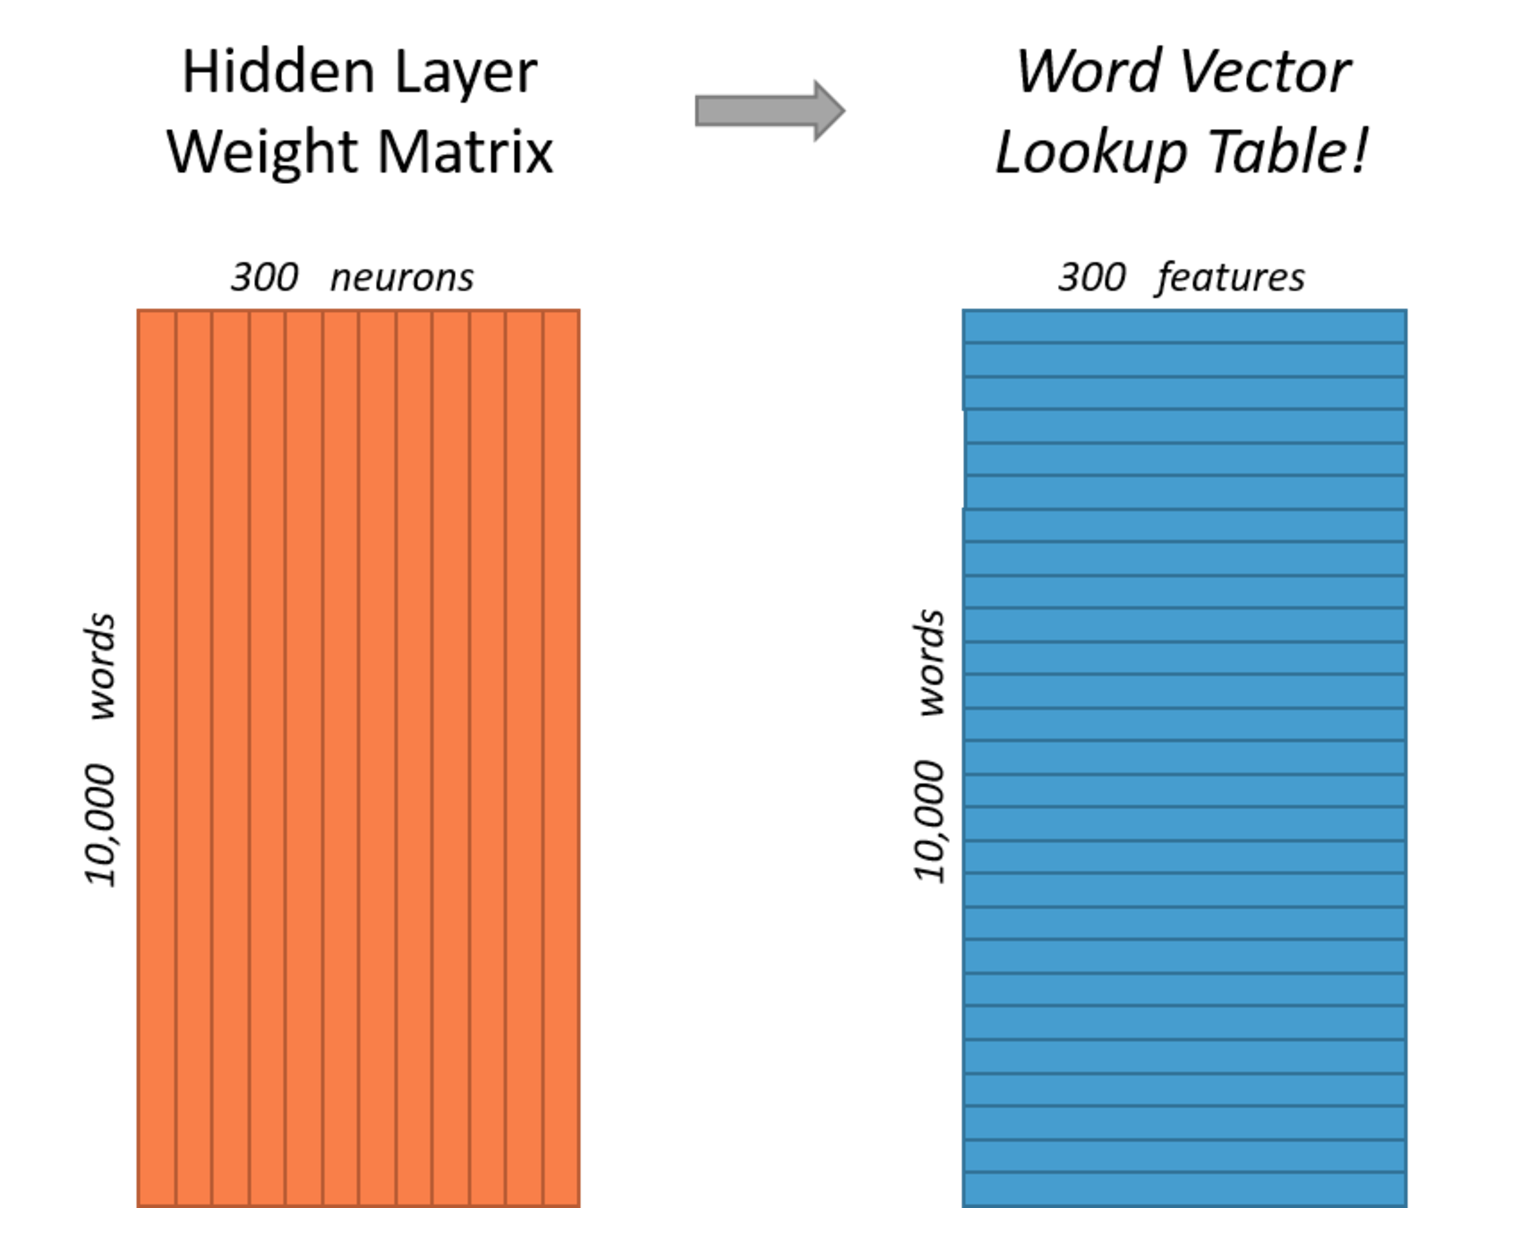 Hidden Layer
Weight Matrix
Word Vector
Lookup Table!
300 neurons
10,000 words
300 features
10,000 words